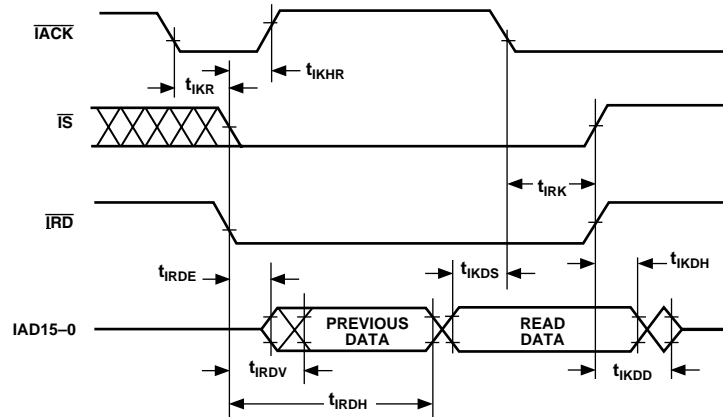 IACK
tIKHR
tIKR
IS
tIRK
IRD
tIRDE
tIKDS
tIKDH
IAD15–0
PREVIOUS
DATA
READ
DATA
tIRDV
tIKDD
tIRDH